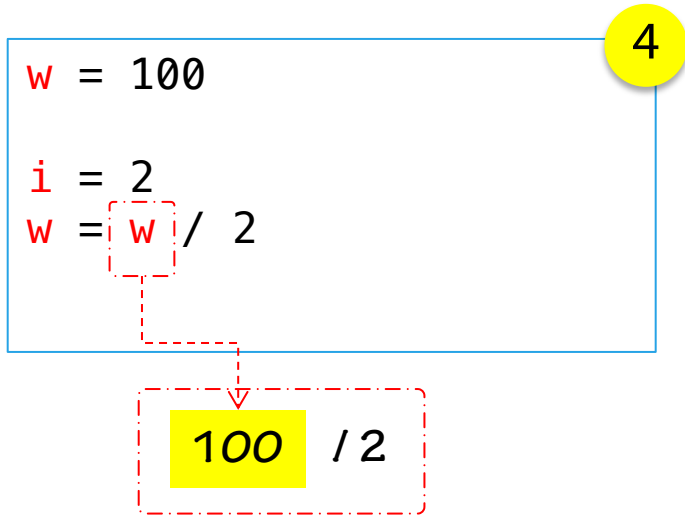 4
w = 100
i = 2
w = w / 2
100 /2